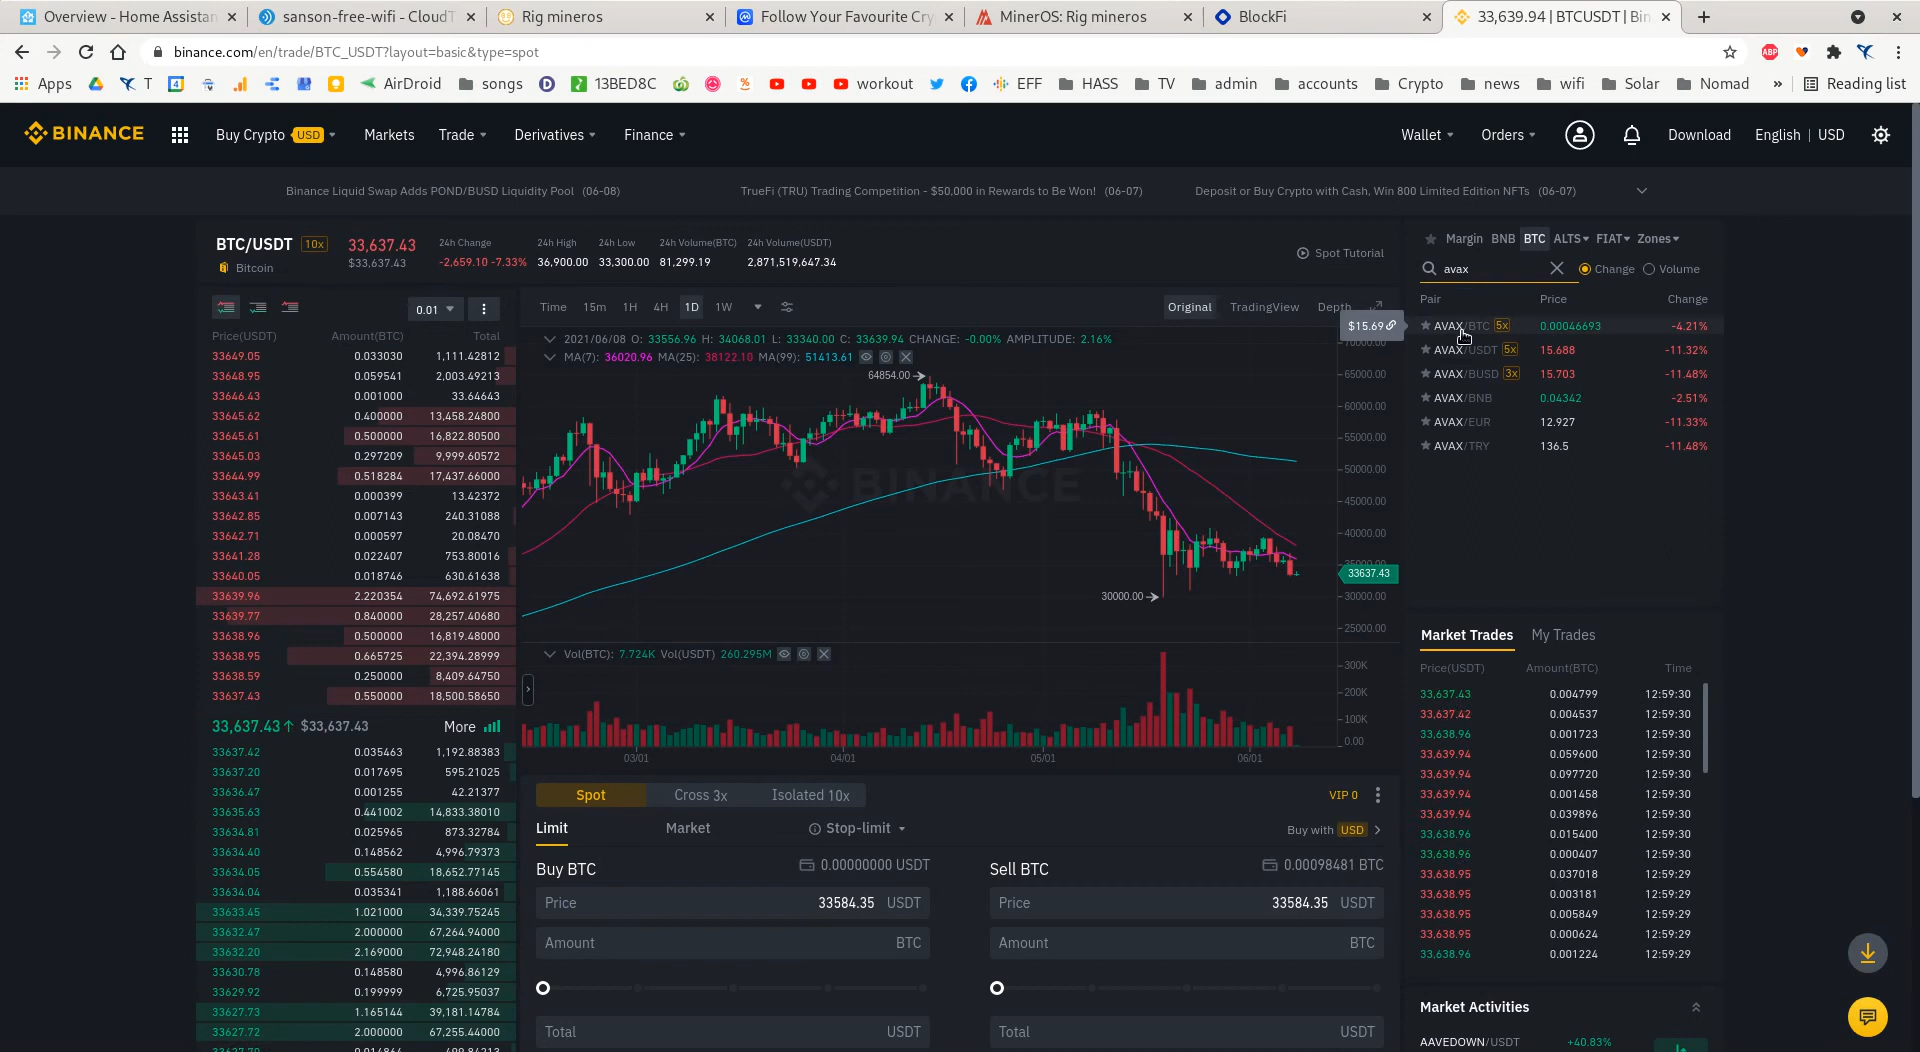 Overview - Home Assistan
sanson-free-wifi - CloudT
Rig mineros
Follow Your Favourite Cry
MinerOS: Rig mineros
BlockFi
33,639.94 | BTCUSDT | Bin
binance.com/en/trade/BTC_USDT?layout=basic&type=spot
Apps T AirDroid songs 13BED8C workout EFF HASS TV admin accounts Crypto news wifi Solar Nomad » Reading list
BINANCE Buy Crypto USD Markets Trade Derivatives Finance Wallet Orders Download English | USD
Binance Liquid Swap Adds POND/BUSD Liquidity Pool (06-08) TrueFi (TRU) Trading Competition - $50,000 in Rewards to Be Won! (06-07) Deposit or Buy Crypto with Cash, Win 800 Limited Edition NFTs (06-07)
BTC/USDT 10x
Bitcoin
33,637.43
$33,637.43
24h Change
-2,659.10 -7.33%
24h High
36,900.00
24h Low
33,300.00
24h Volume(BTC)
81,299.19
24h Volume(USDT)
2,871,519,647.34
Spot Tutorial
0.01
Price(USDT) Amount(BTC) Total
33649.05 0.033030 1,111.42812
33648.95 0.059541 2,003.49213
33646.43 0.001000 33.64643
33645.62 0.400000 13,458.24800
33645.61 0.500000 16,822.80500
33645.03 0.297209 9,999.60572
33644.99 0.518284 17,437.66000
33643.41 0.000399 13.42372
33642.85 0.007143 240.31088
33642.71 0.000597 20.08470
33641.28 0.022407 753.80016
33640.05 0.018746 630.61638
33639.96 2.220354 74,692.61975
33639.77 0.840000 28,257.40680
33638.96 0.500000 16,819.48000
33638.95 0.665725 22,394.28999
33638.59 0.250000 8,409.64750
33637.43 0.550000 18,500.58650
33,637.43↑ $33,637.43 More
33637.42 0.035463 1,192.88383
33637.20 0.017695 595.21025
33636.47 0.001255 42.21377
33635.63 0.441002 14,833.38010
33634.81 0.025965 873.32784
33634.40 0.148562 4,996.79373
33634.05 0.554580 18,652.77145
33634.04 0.035341 1,188.66061
33633.45 1.021000 34,339.75245
33632.47 2.000000 67,264.94000
33632.20 2.169000 72,948.24180
33630.78 0.148580 4,996.86129
33629.92 0.199999 6,725.95037
33627.73 1.165144 39,181.14784
33627.72 2.000000 67,255.44000
Time 15m 1H 4H 1D 1W Original TradingView Depth
2021/06/08 O: 33556.96 H: 34068.01 L: 33340.00 C: 33639.94 CHANGE: -0.00% AMPLITUDE: 2.16%
MA(7): 36020.96 MA(25): 38122.10 MA(99): 51413.61
64854.00
30000.00
BINANCE
70000.00
65000.00
60000.00
55000.00
50000.00
45000.00
40000.00
35000.00
33637.43
30000.00
25000.00
Vol(BTC): 7.724K Vol(USDT) 260.295M
300K
200K
100K
0.00
03/01 04/01 05/01 06/01
Spot Cross 3x Isolated 10x VIP 0
Limit Market Stop-limit Buy with USD
Buy BTC 0.00000000 USDT
Price 33584.35 USDT
Amount BTC
Total USDT
Sell BTC 0.00098481 BTC
Price 33584.35 USDT
Amount BTC
Total USDT
Margin BNB BTC ALTS FIAT Zones
avax Change Volume
Pair Price Change
$15.69
AVAX/BTC 5x 0.00046693 -4.21%
AVAX/USDT 5x 15.688 -11.32%
AVAX/BUSD 3x 15.703 -11.48%
AVAX/BNB 0.04342 -2.51%
AVAX/EUR 12.927 -11.33%
AVAX/TRY 136.5 -11.48%
Market Trades My Trades
Price(USDT) Amount(BTC) Time
33,637.43 0.004799 12:59:30
33,637.42 0.004537 12:59:30
33,638.96 0.001723 12:59:30
33,639.94 0.059600 12:59:30
33,639.94 0.097720 12:59:30
33,639.94 0.001458 12:59:30
33,639.94 0.039896 12:59:30
33,638.96 0.015400 12:59:30
33,638.96 0.000407 12:59:30
33,638.95 0.037018 12:59:30
33,638.95 0.003181 12:59:29
33,638.95 0.005849 12:59:29
33,638.95 0.000624 12:59:29
33,638.96 0.001224 12:59:29
Market Activities
AAVEDOWN/USDT +40.83%